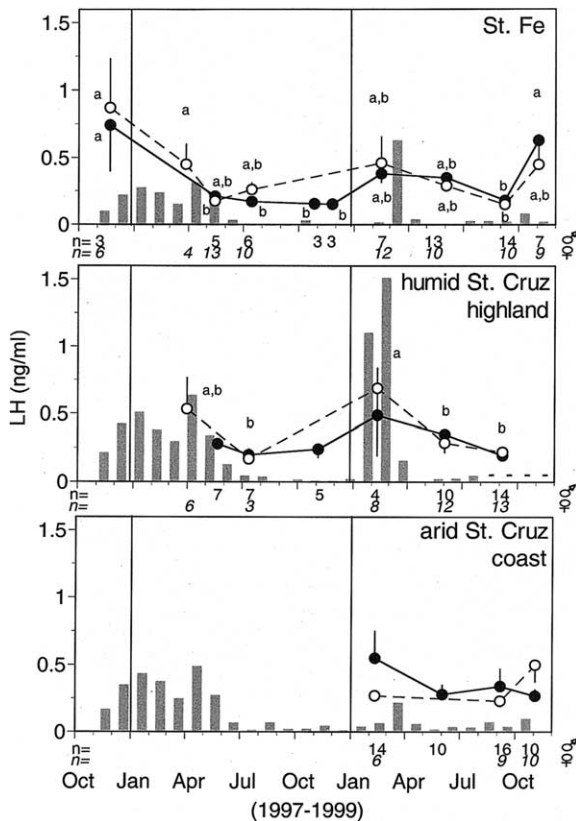 1.5
St. Fe
a
a
a,b
a
1
a
a,b
a,b
a,b
0.5
b
b
b
b
a,b
a,b
b
b
a,b
0
n= 3 5 6 3 3 7 13 14 7 ♂
n= 6 4 13 10 12 10 10 9 ♀
1.5
humid St. Cruz
highland
1
a
a,b
b
b
b
0.5
0
n= 7 7 5 4 19 14 ♂
n= 6 3 8 12 13 ♀
LH (ng/ml)
1.5
arid St. Cruz
coast
1
0.5
0
n= 14 10 16 10 ♂
n= 6 9 10 ♀
Oct Jan Apr Jul Oct Jan Apr Jul Oct
(1997-1999)